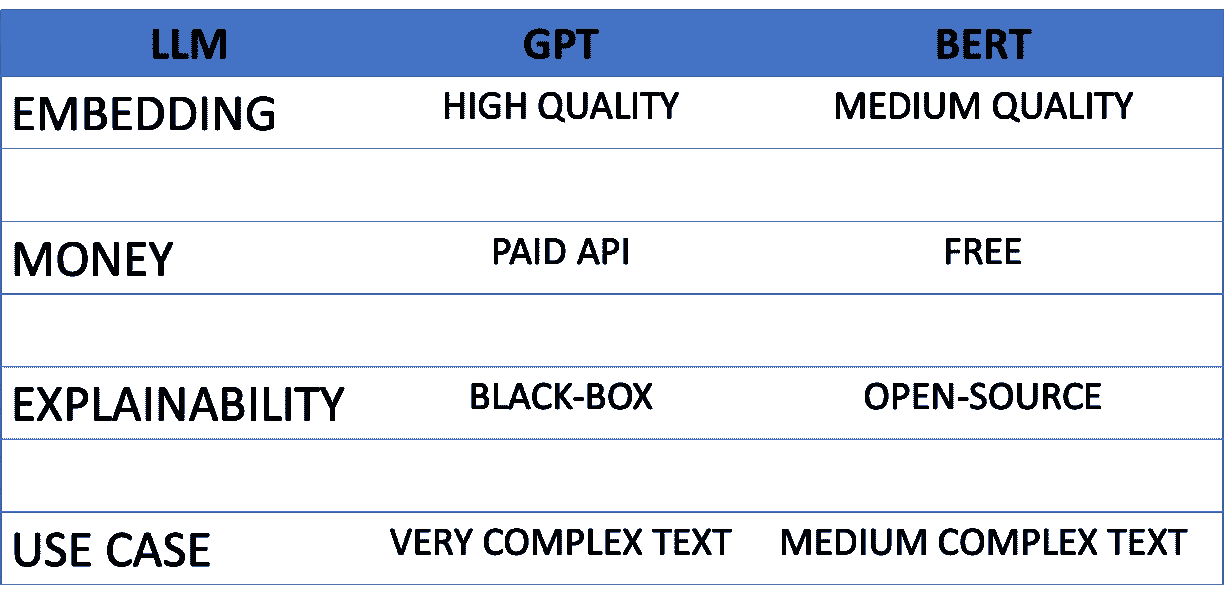 LLM GPT BERT
EMBEDDING HIGH QUALITY MEDIUM QUALITY
MONEY PAID API FREE
EXPLAINABILITY BLACK-BOX OPEN-SOURCE
USE CASE VERY COMPLEX TEXT MEDIUM COMPLEX TEXT